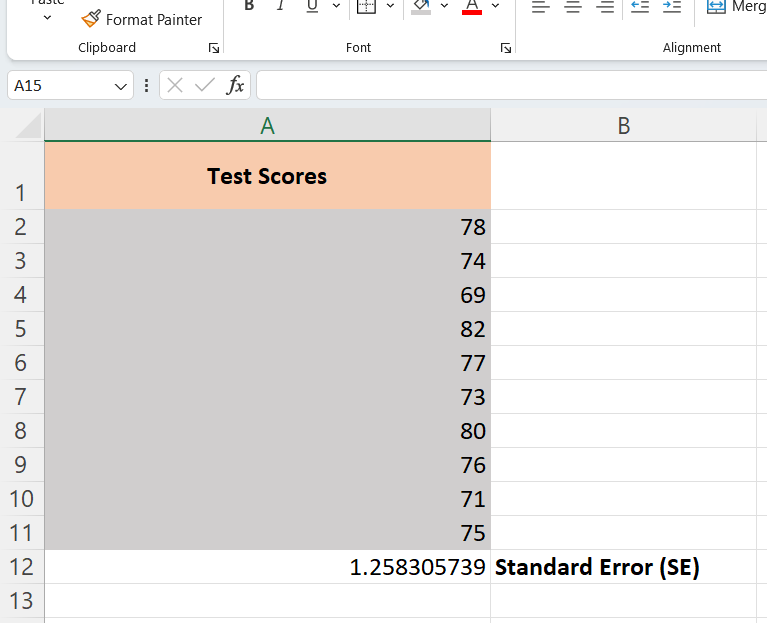 Format Painter
B I U A Merg
Clipboard Font Alignment
A15 fx
A B
1 Test Scores
2 78
3 74
4 69
5 82
6 77
7 73
8 80
9 76
10 71
11 75
12 1.258305739 Standard Error (SE)
13